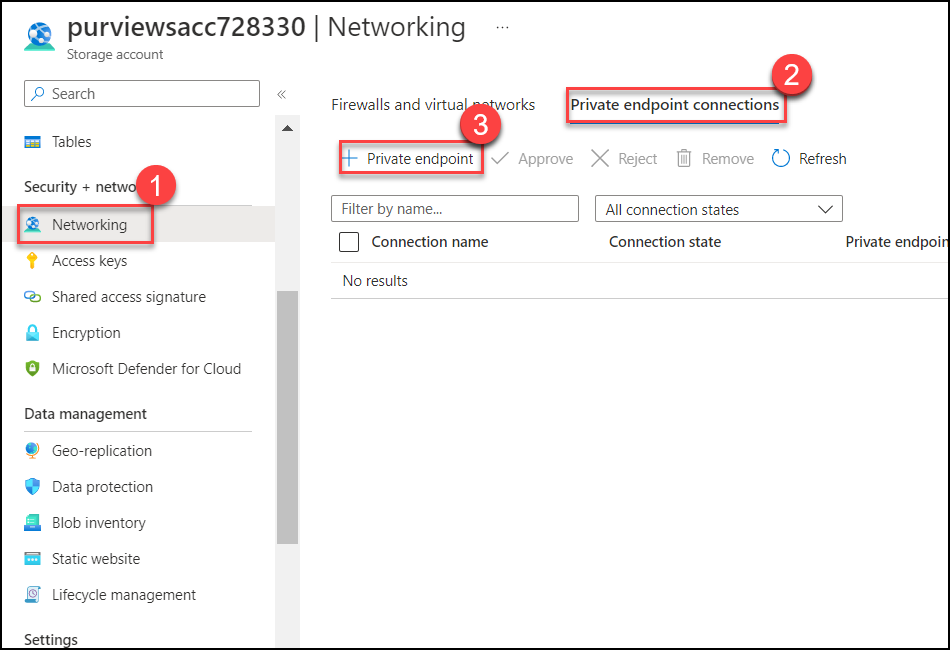 purviewsacc728330 | Networking ...
Storage account
Search «
Tables
Security + netwo
1
Networking
Access keys
Shared access signature
Encryption
Microsoft Defender for Cloud
Data management
Geo-replication
Data protection
Blob inventory
Static website
Lifecycle management
Settings
2
Firewalls and virtual networks Private endpoint connections
3
+ Private endpoint Approve Reject Remove Refresh
Filter by name... All connection states
Connection name Connection state Private endpoin
No results